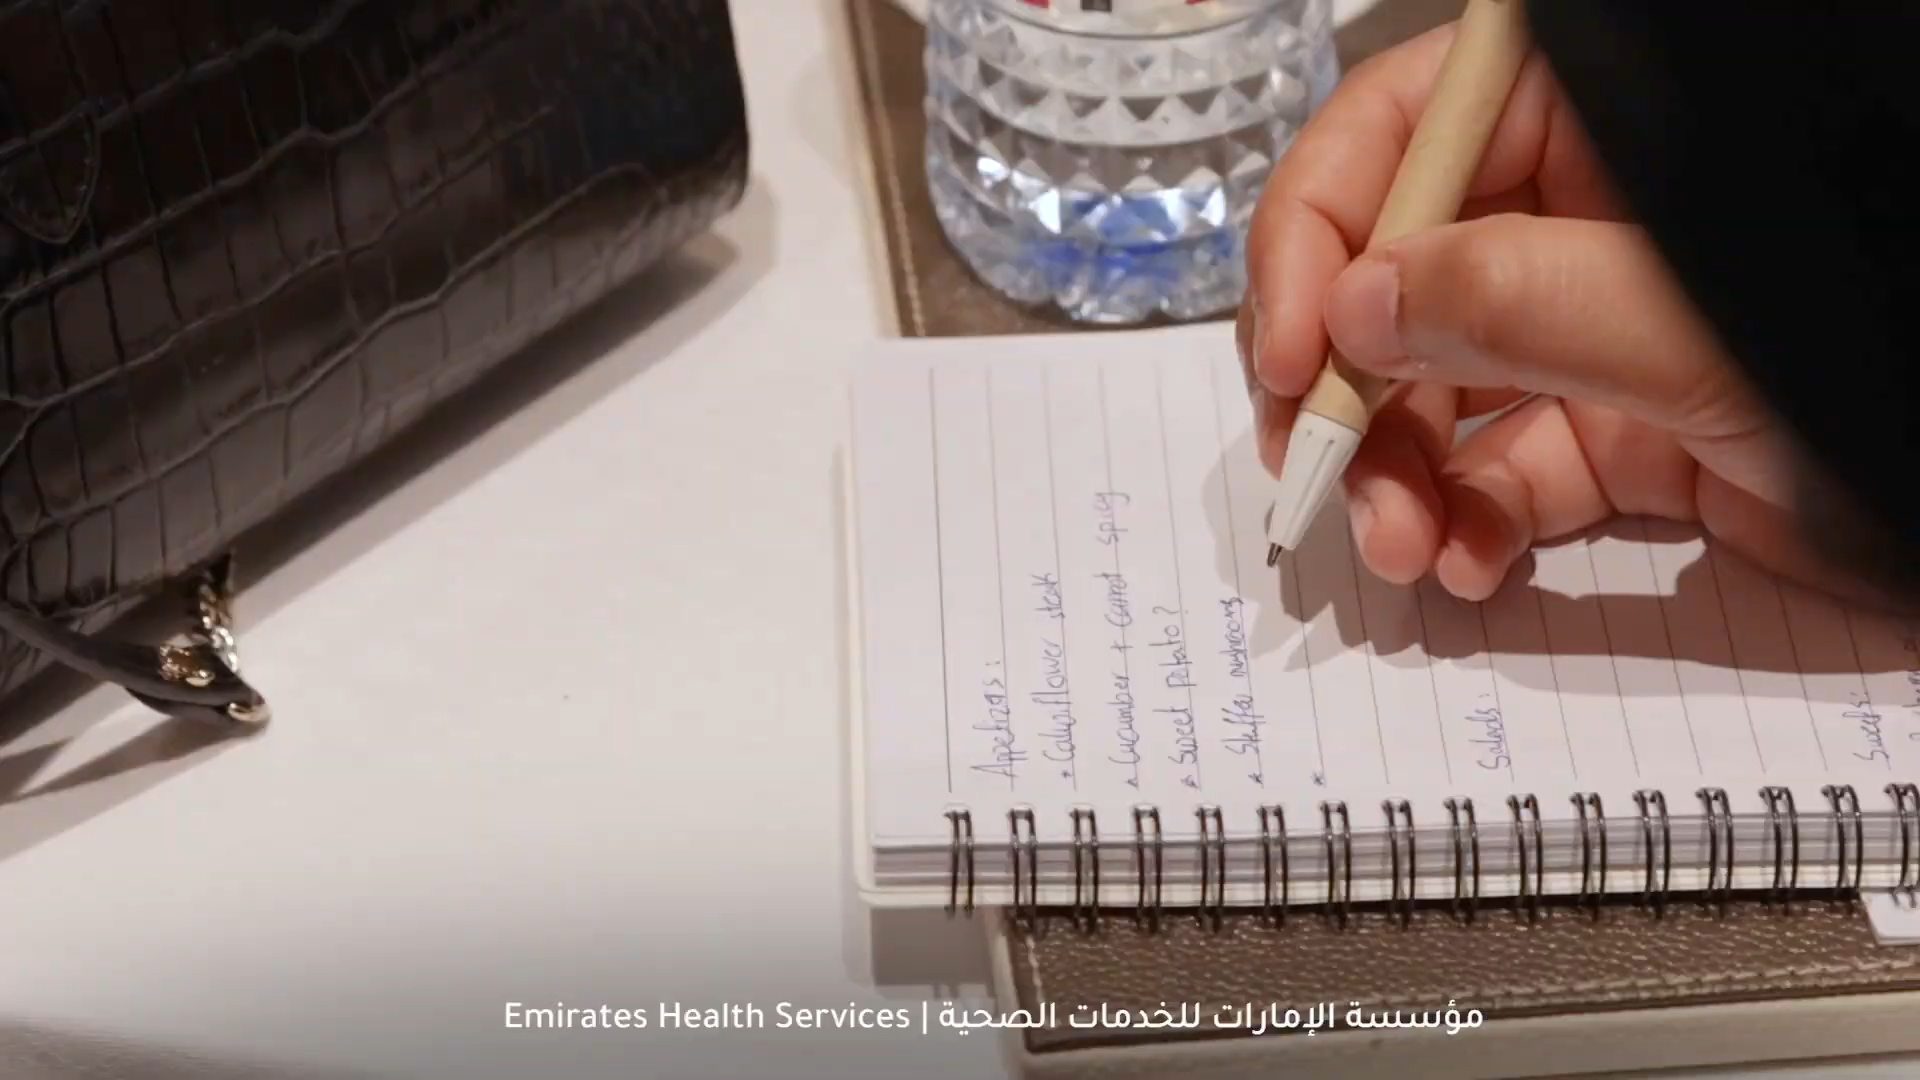 Appetizers:
* Cauliflower steak
* Cucumber + carrot spicy
* Sweet potato?
* Stuffed mushrooms
*
Salads:
Sweets:
Emirates Health Services | مؤسسة الإمارات للخدمات الصحية